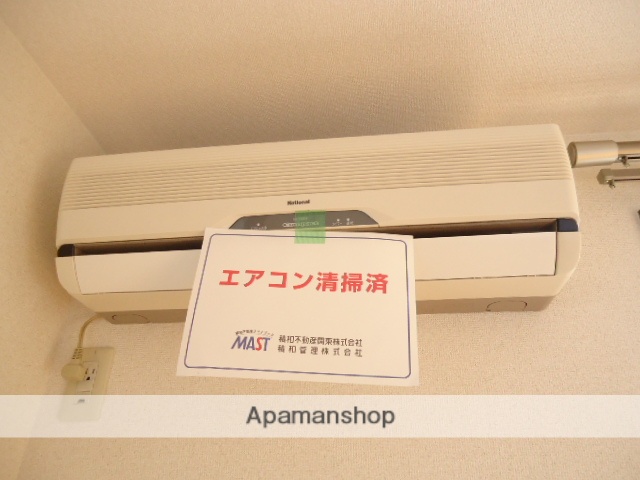 National
エアコン清掃済
MAST
積和不動産関東株式会社
積和管理株式会社
Apamanshop